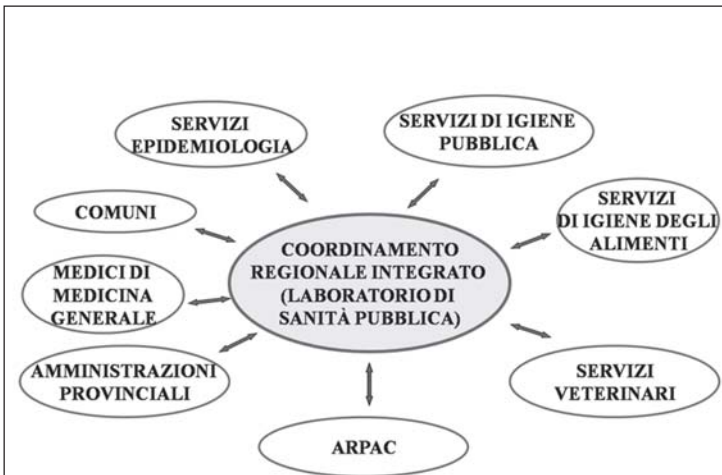 SERVIZI
EPIDEMIOLOGIA
SERVIZI DI IGIENE
PUBBLICA
COMUNI
SERVIZI
DI IGIENE DEGLI
ALIMENTI
COORDINAMENTO
REGIONALE INTEGRATO
(LABORATORIO DI
SANITÀ PUBBLICA)
MEDICI DI
MEDICINA
GENERALE
AMMINISTRAZIONI
PROVINCIALI
SERVIZI
VETERINARI
ARPAC